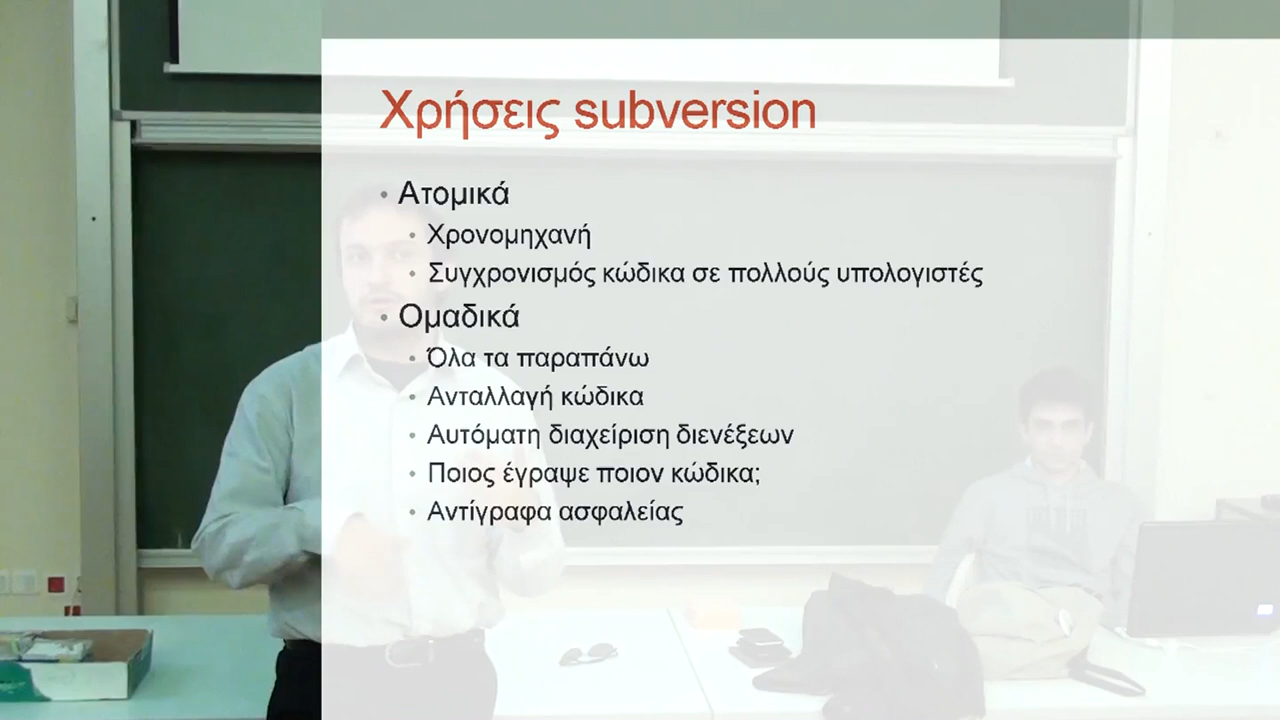 Χρήσεις subversion
• Ατομικά
• Χρονομηχανή
• Συγχρονισμός κώδικα σε πολλούς υπολογιστές
• Ομαδικά
• Όλα τα παραπάνω
• Ανταλλαγή κώδικα
• Αυτόματη διαχείριση διενέξεων
• Ποιος έγραψε ποιον κώδικα;
• Αντίγραφα ασφαλείας